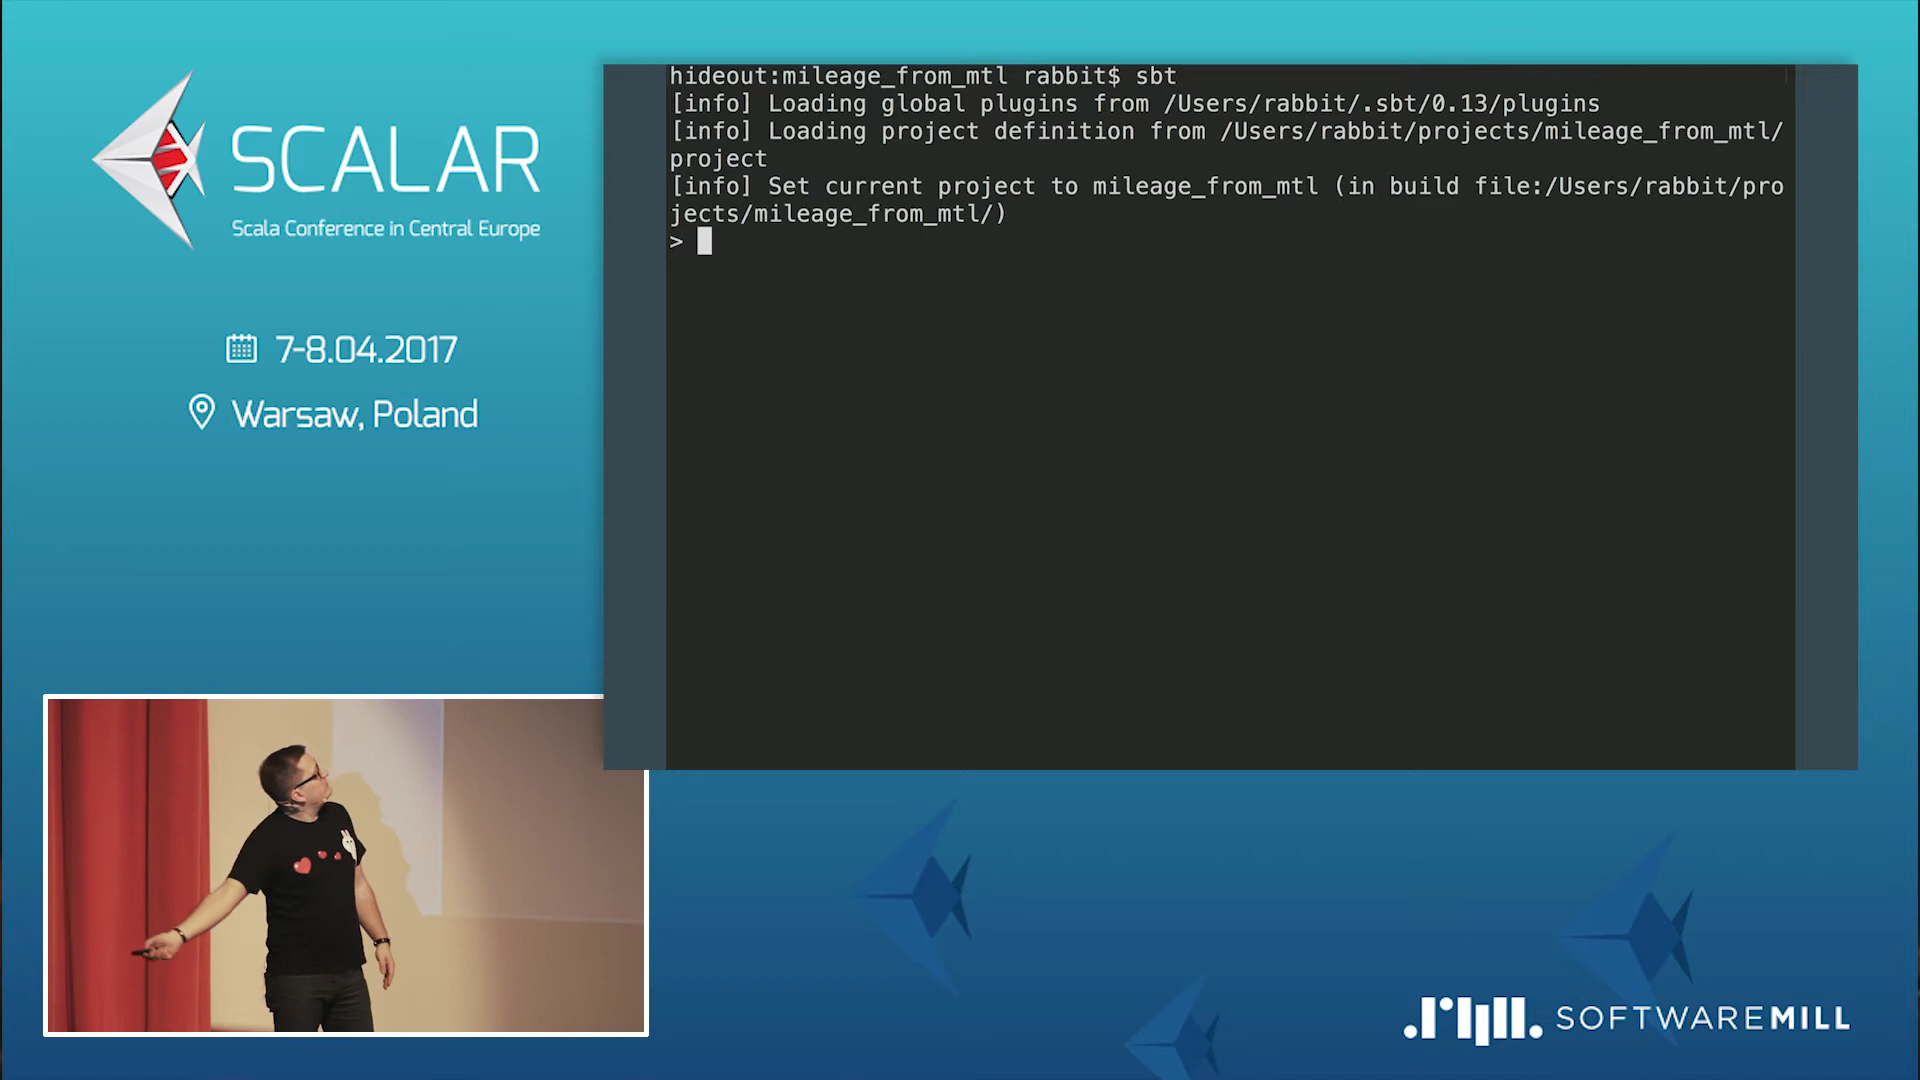 SCALAR
Scala Conference in Central Europe
7-8.04.2017
Warsaw, Poland
hideout:mileage_from_mtl rabbit$ sbt
[info] Loading global plugins from /Users/rabbit/.sbt/0.13/plugins
[info] Loading project definition from /Users/rabbit/projects/mileage_from_mtl/
project
[info] Set current project to mileage_from_mtl (in build file:/Users/rabbit/pro
jects/mileage_from_mtl/)
>
SOFTWAREMILL